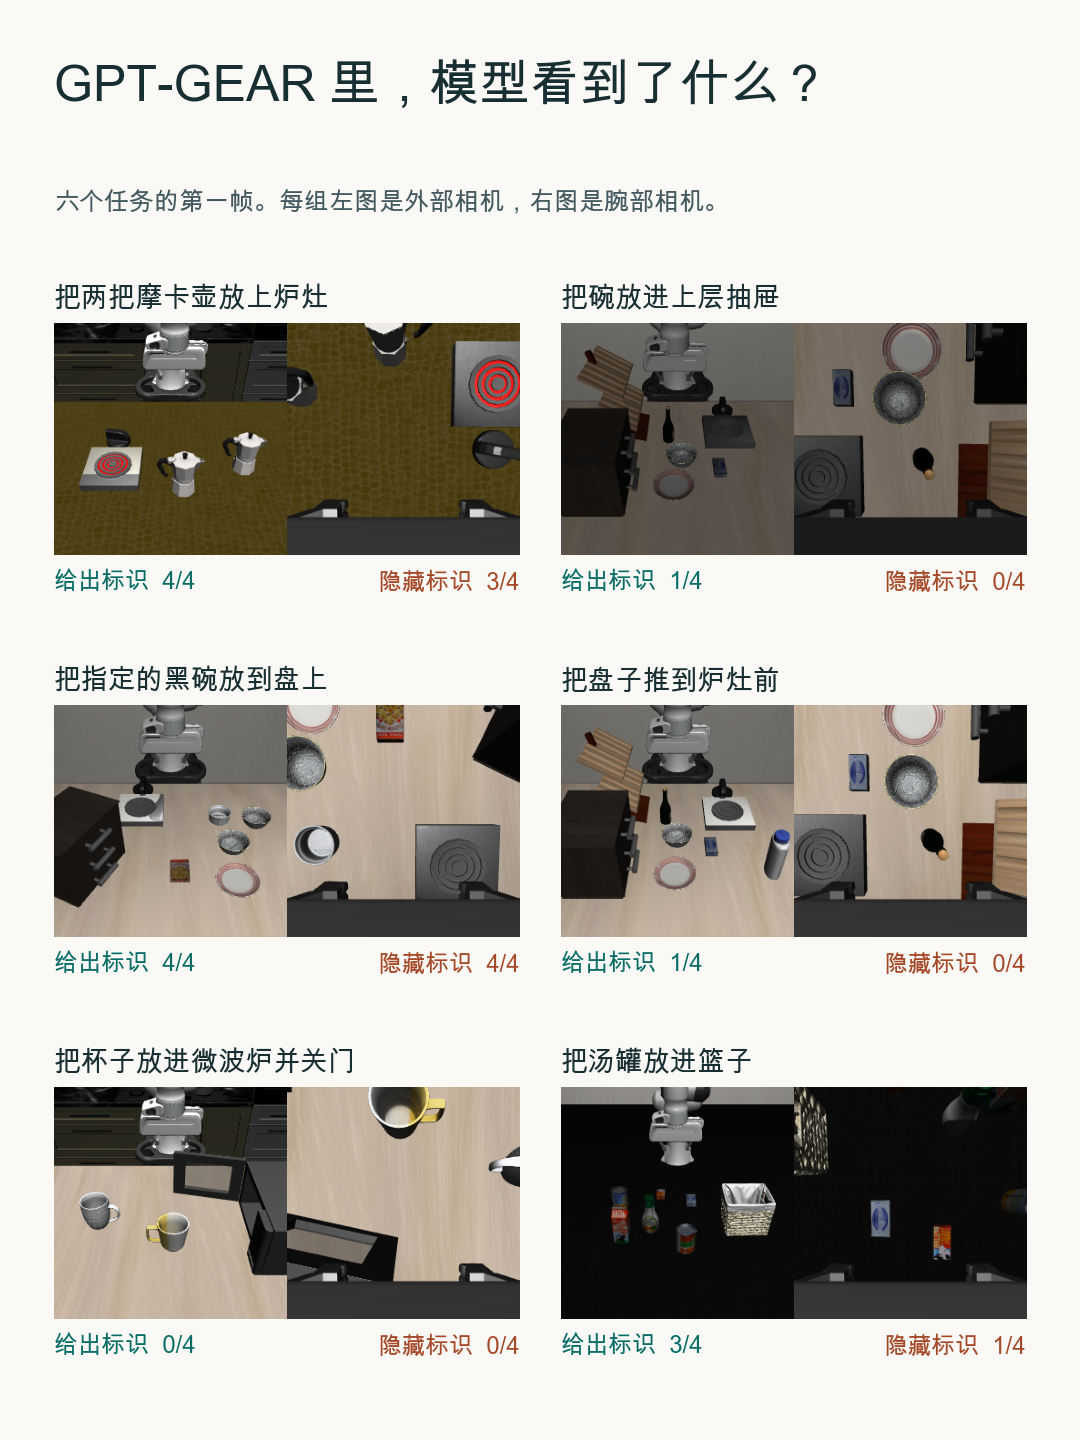 GPT-GEAR 里，模型看到了什么？
六个任务的第一帧。每组左图是外部相机，右图是腕部相机。
把两把摩卡壶放上炉灶
把碗放进上层抽屉
给出标识 4/4
隐藏标识 3/4
给出标识 1/4
隐藏标识 0/4
把指定的黑碗放到盘上
把盘子推到炉灶前
给出标识 4/4
隐藏标识 4/4
给出标识 1/4
隐藏标识 0/4
把杯子放进微波炉并关门
把汤罐放进篮子
给出标识 0/4
隐藏标识 0/4
给出标识 3/4
隐藏标识 1/4